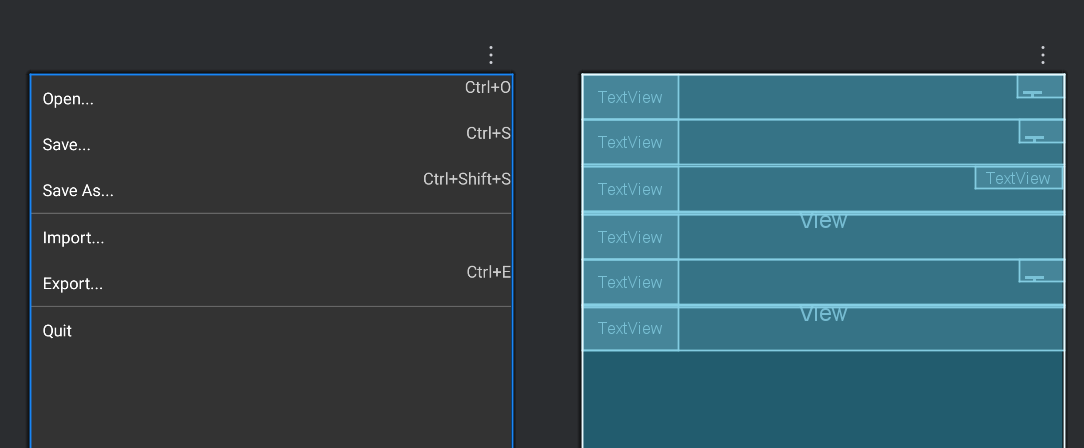 Open... Ctrl+O
Save... Ctrl+S
Save As... Ctrl+Shift+S
Import...
Export... Ctrl+E
Quit
TextView
TextView
TextView TextView
View
TextView
TextView
View
TextView